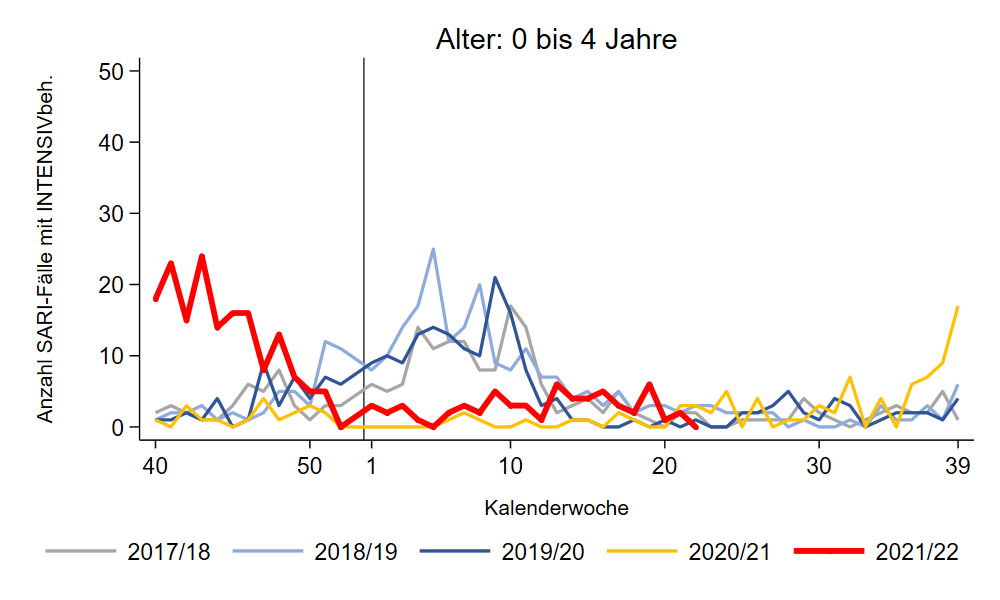 Alter: 0 bis 4 Jahre
Anzahl SARI-Fälle mit INTENSIVbeh.
50
40
30
20
10
0
40 50 1 10 20 30 39
Kalenderwoche
2017/18 2018/19 2019/20 2020/21 2021/22